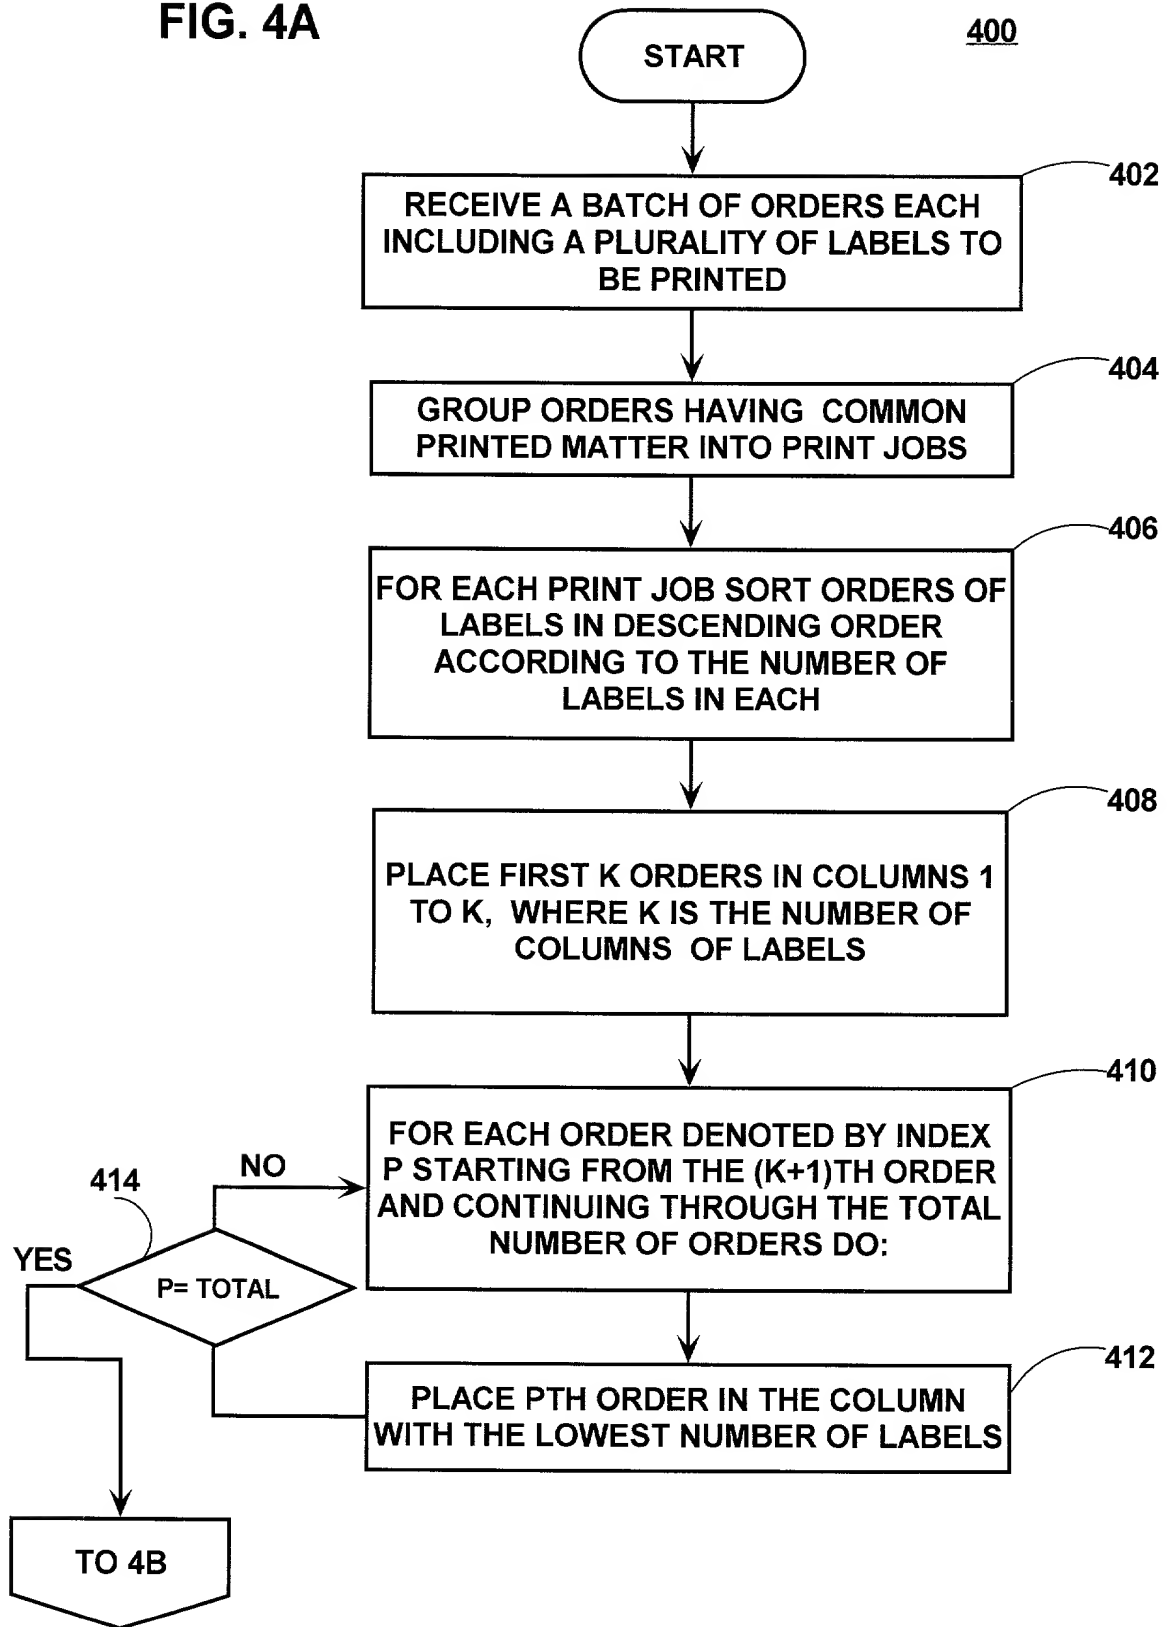 FIG. 4A
400
START
402
RECEIVE A BATCH OF ORDERS EACH
INCLUDING A PLURALITY OF LABELS TO
BE PRINTED
404
GROUP ORDERS HAVING COMMON
PRINTED MATTER INTO PRINT JOBS
406
FOR EACH PRINT JOB SORT ORDERS OF
LABELS IN DESCENDING ORDER
ACCORDING TO THE NUMBER OF
LABELS IN EACH
408
PLACE FIRST K ORDERS IN COLUMNS 1
TO K, WHERE K IS THE NUMBER OF
COLUMNS OF LABELS
410
FOR EACH ORDER DENOTED BY INDEX
P STARTING FROM THE (K+1)TH ORDER
AND CONTINUING THROUGH THE TOTAL
NUMBER OF ORDERS DO:
NO
414
YES
P= TOTAL
412
PLACE PTH ORDER IN THE COLUMN
WITH THE LOWEST NUMBER OF LABELS
TO 4B